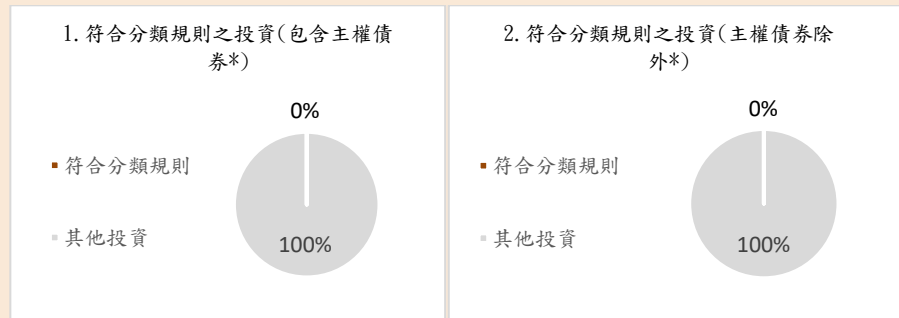 1.符合分類規則之投資(包含主權債
券*)
0%
符合分類規則
其他投資
100%
2.符合分類規則之投資(主權債券除
外*)
0%
符合分類規則
其他投資
100%